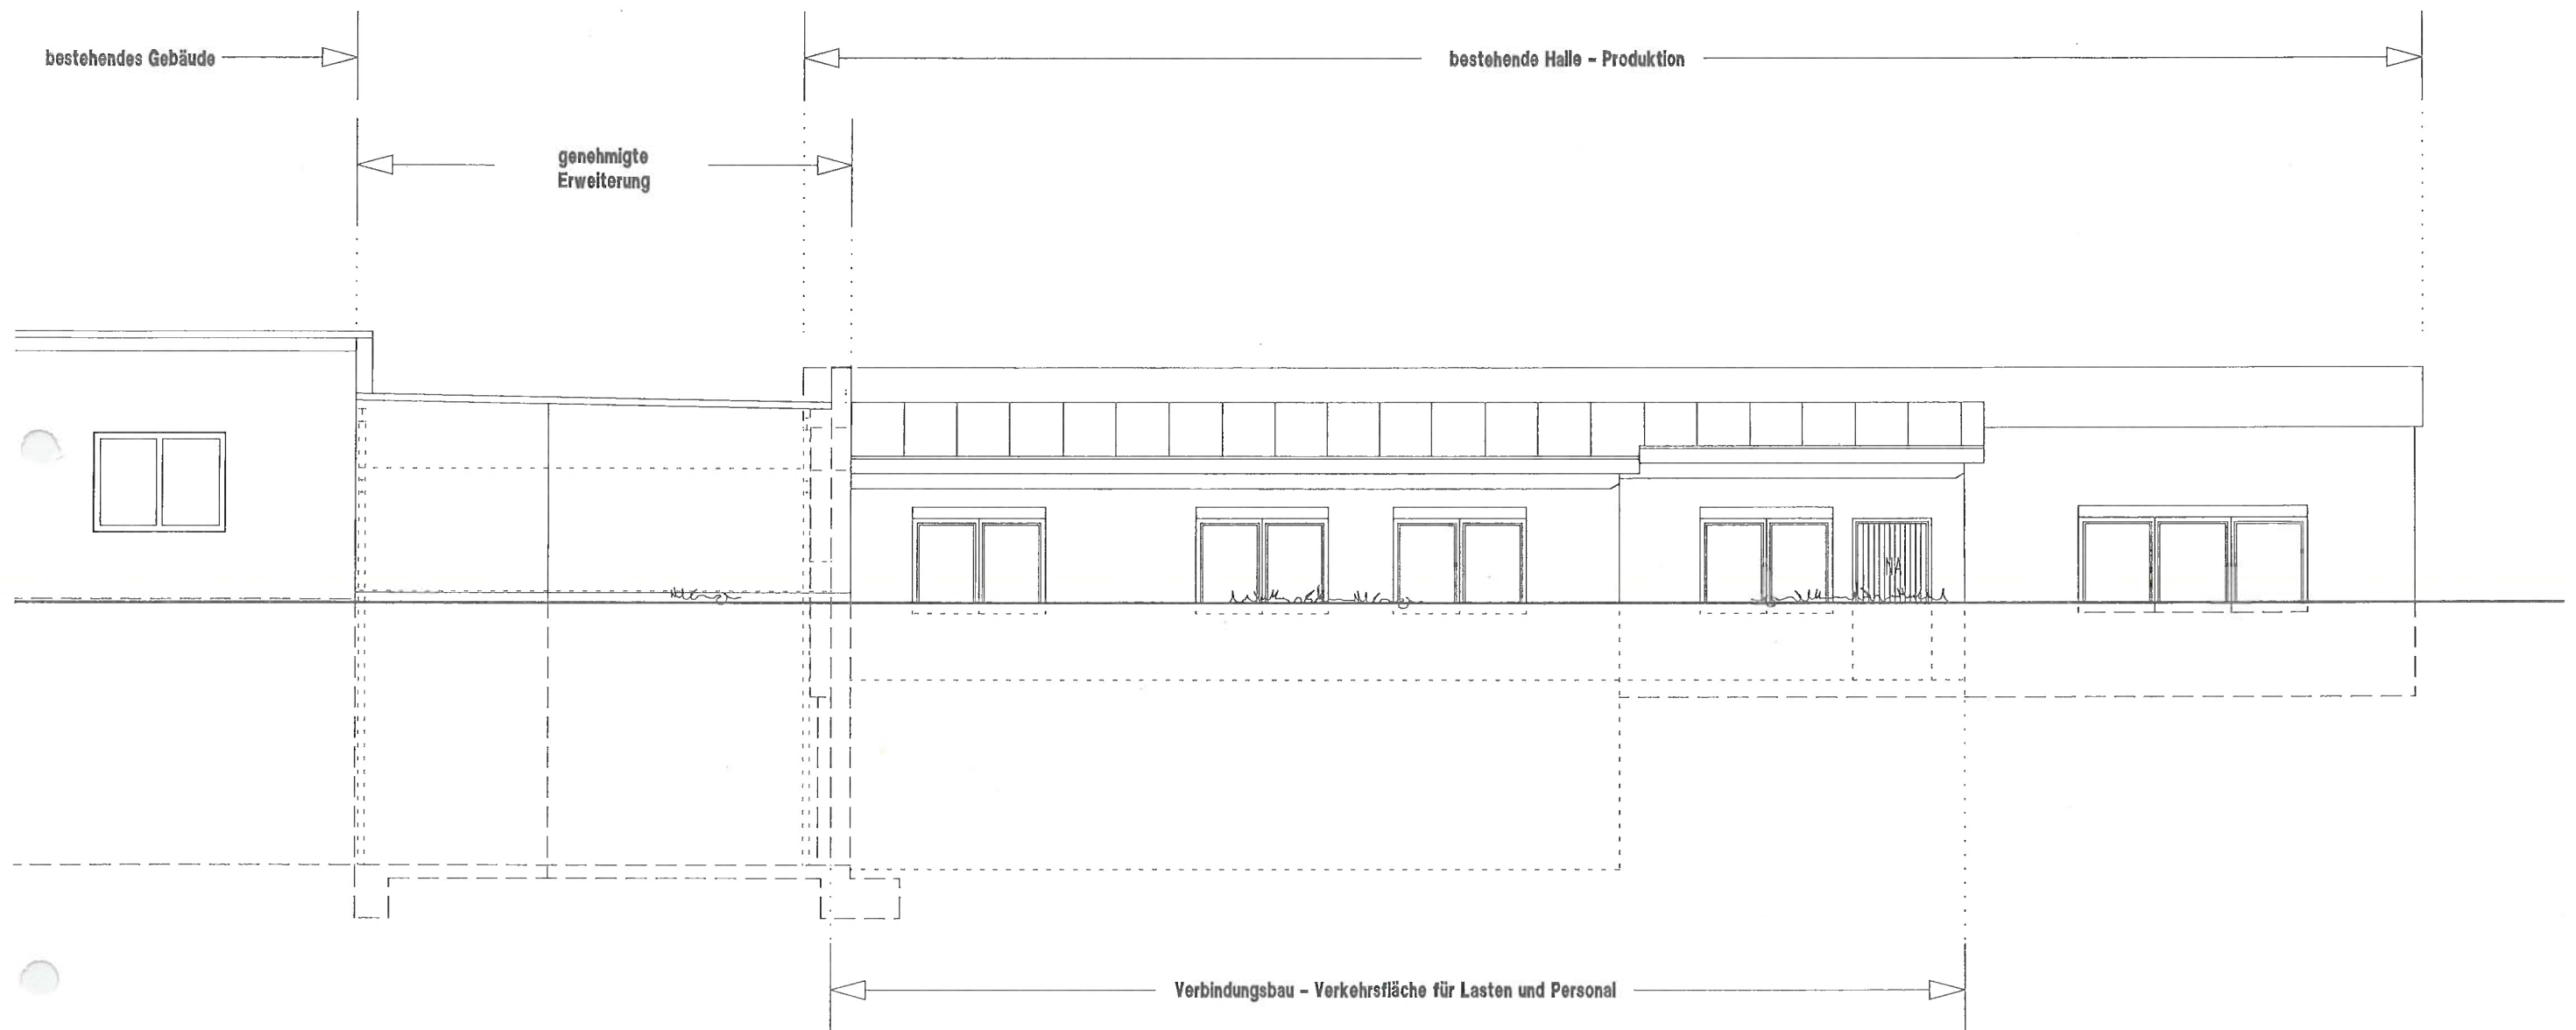 bestehendes Gebäude
bestehende Halle - Produktion
genehmigte
Erweiterung
NA
Verbindungsbau - Verkehrsfläche für Lasten und Personal